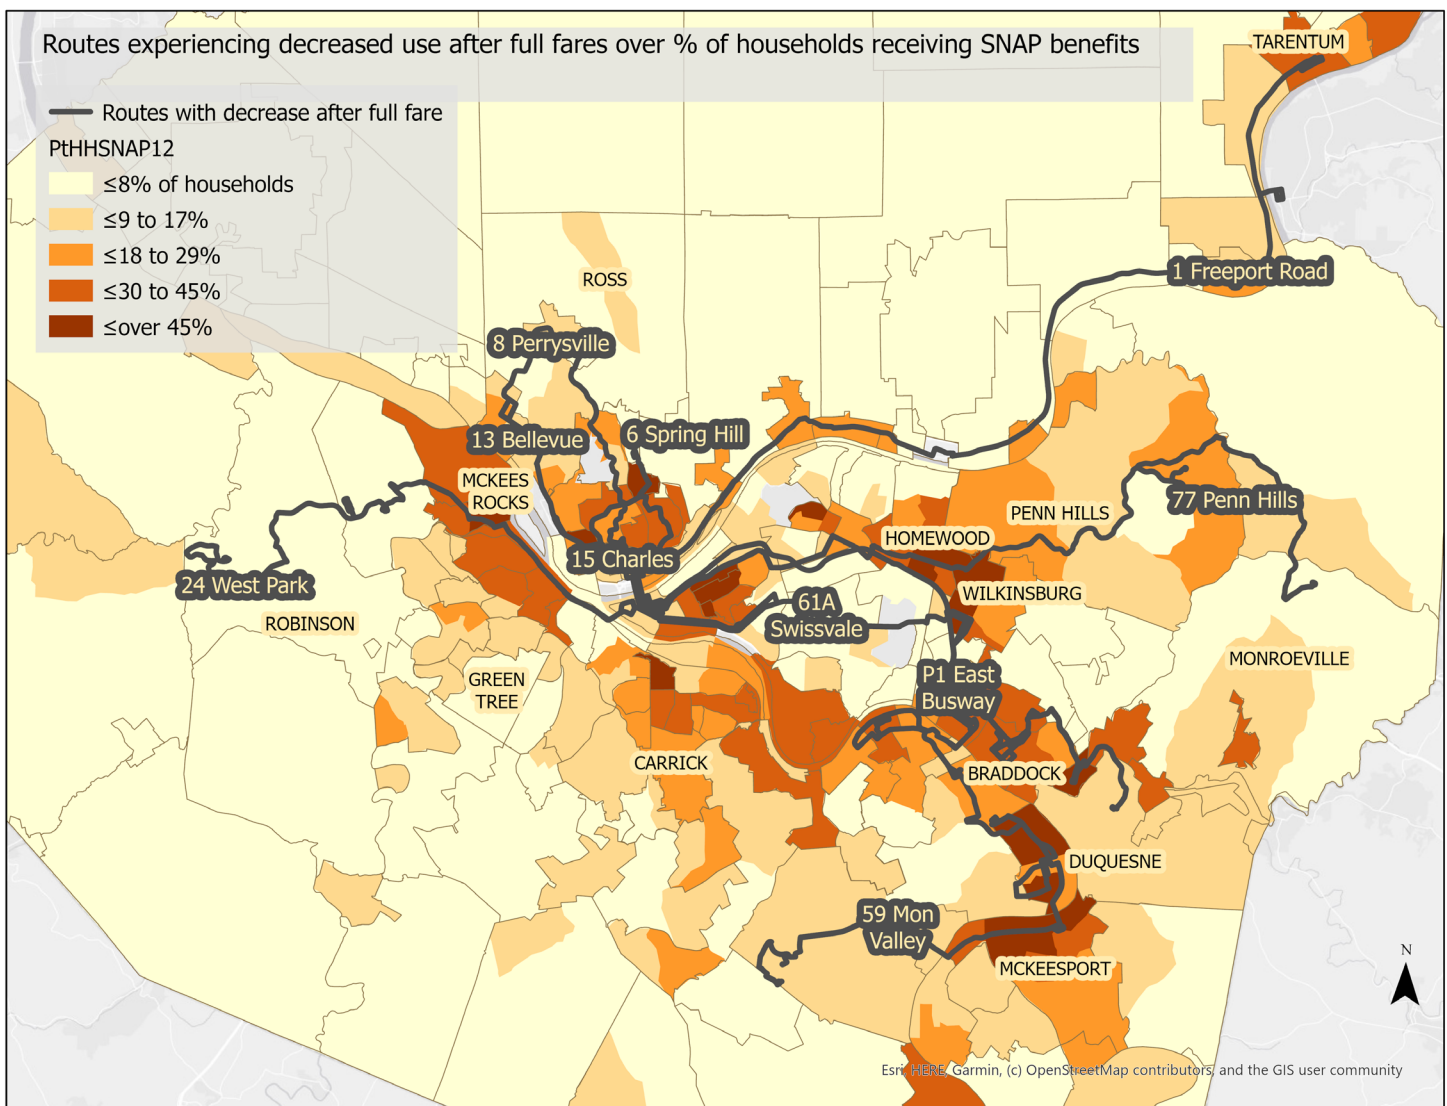 Routes experiencing decreased use after full fares over % of households receiving SNAP benefits
TARENTUM
Routes with decrease after full fare
PtHHSNAP12
≤8% of households
≤9 to 17%
≤18 to 29%
≤30 to 45%
≤over 45%
ROSS
1 Freeport Road
8 Perrysville
13 Bellevue
6 Spring Hill
MCKEES
ROCKS
77 Penn Hills
PENN HILLS
HOMEWOOD
15 Charles
24 West Park
WILKINSBURG
61A
Swissvale
ROBINSON
MONROEVILLE
GREEN
TREE
P1 East
Busway
CARRICK
BRADDOCK
DUQUESNE
59 Mon
Valley
MCKEESPORT
N
Esri, HERE, Garmin, (c) OpenStreetMap contributors, and the GIS user community